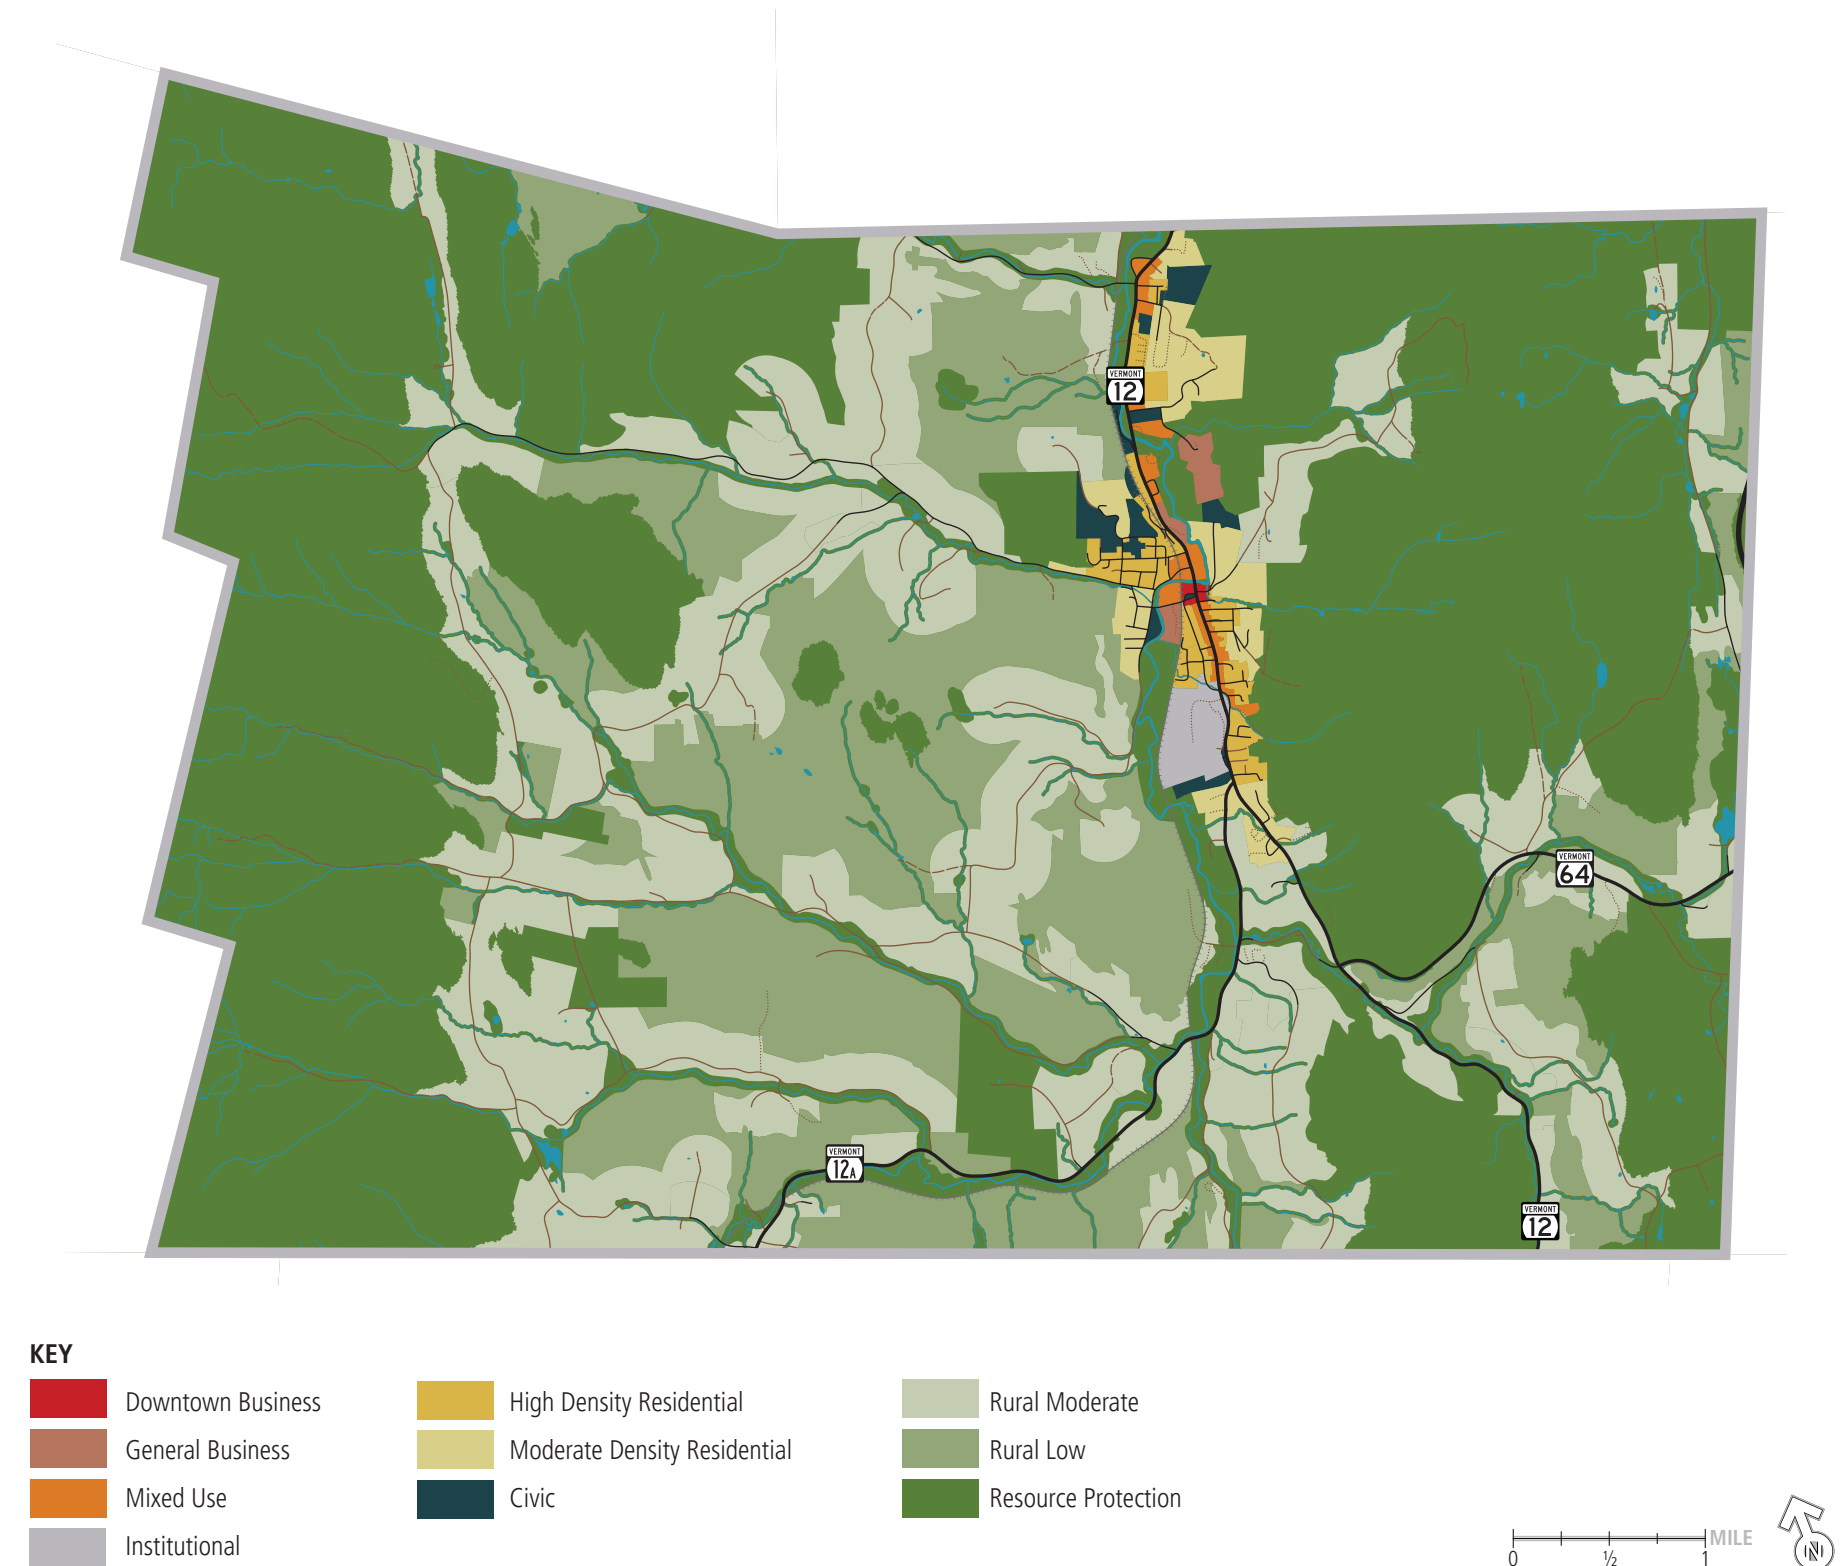 VERMONT
12
VERMONT
64
VERMONT
12A
VERMONT
12
KEY
Downtown Business
General Business
Mixed Use
Institutional
High Density Residential
Moderate Density Residential
Civic
Rural Moderate
Rural Low
Resource Protection
0 ½ 1 MILE
N